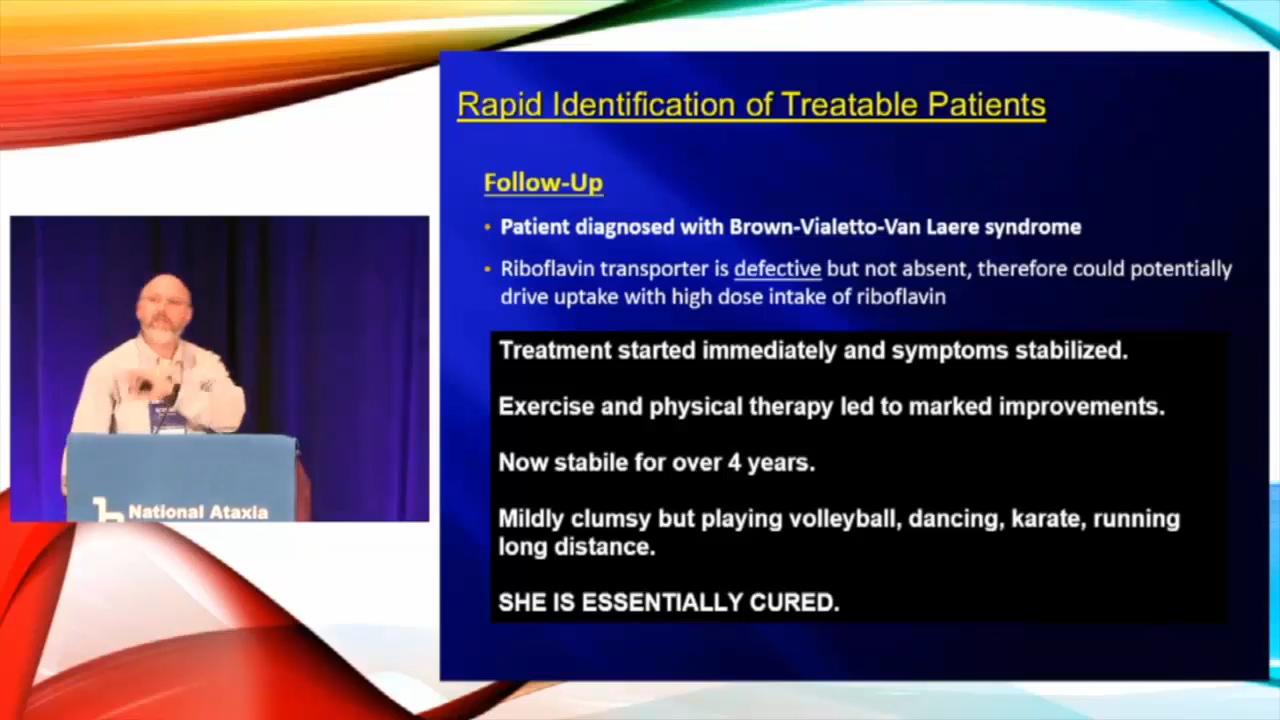 Rapid Identification of Treatable Patients
Follow-Up
• Patient diagnosed with Brown-Vialetto-Van Laere syndrome
• Riboflavin transporter is defective but not absent, therefore could potentially
drive uptake with high dose intake of riboflavin
Treatment started immediately and symptoms stabilized.
Exercise and physical therapy led to marked improvements.
Now stabile for over 4 years.
Mildly clumsy but playing volleyball, dancing, karate, running
long distance.
SHE IS ESSENTIALLY CURED.
National Ataxia